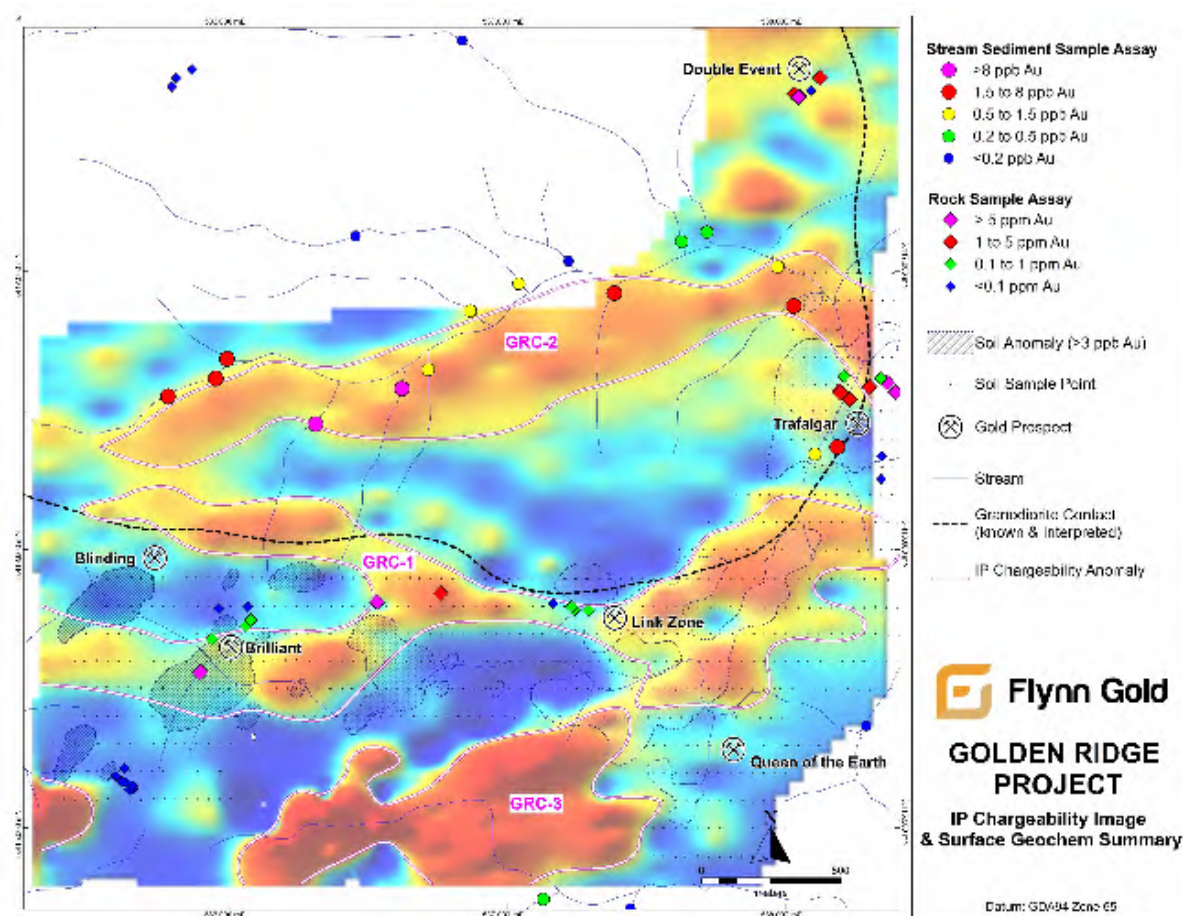 Double Event
GRC-2
Trafalgar
Blinding
GRC-1
Link Zone
Brilliant
Queen of the Earth
GRC-3
N
500
Stream Sediment Sample Assay
>8 ppb Au
1.5 to 8 ppb Au
0.5 to 1.5 ppb Au
0.2 to 0.5 ppb Au
<0.2 ppb Au
Rock Sample Assay
> 5 ppm Au
1 to 5 ppm Au
0.1 to 1 ppm Au
<0.1 ppm Au
Soil Anomaly (>3 ppb Au)
Soil Sample Point
Gold Prospect
Stream
Granodiorite Contact
(known & Interpreted)
IP Chargeability Anomaly
Flynn Gold
GOLDEN RIDGE
PROJECT
IP Chargeability Image
& Surface Geochem Summary
Datum: GDA94 Zone